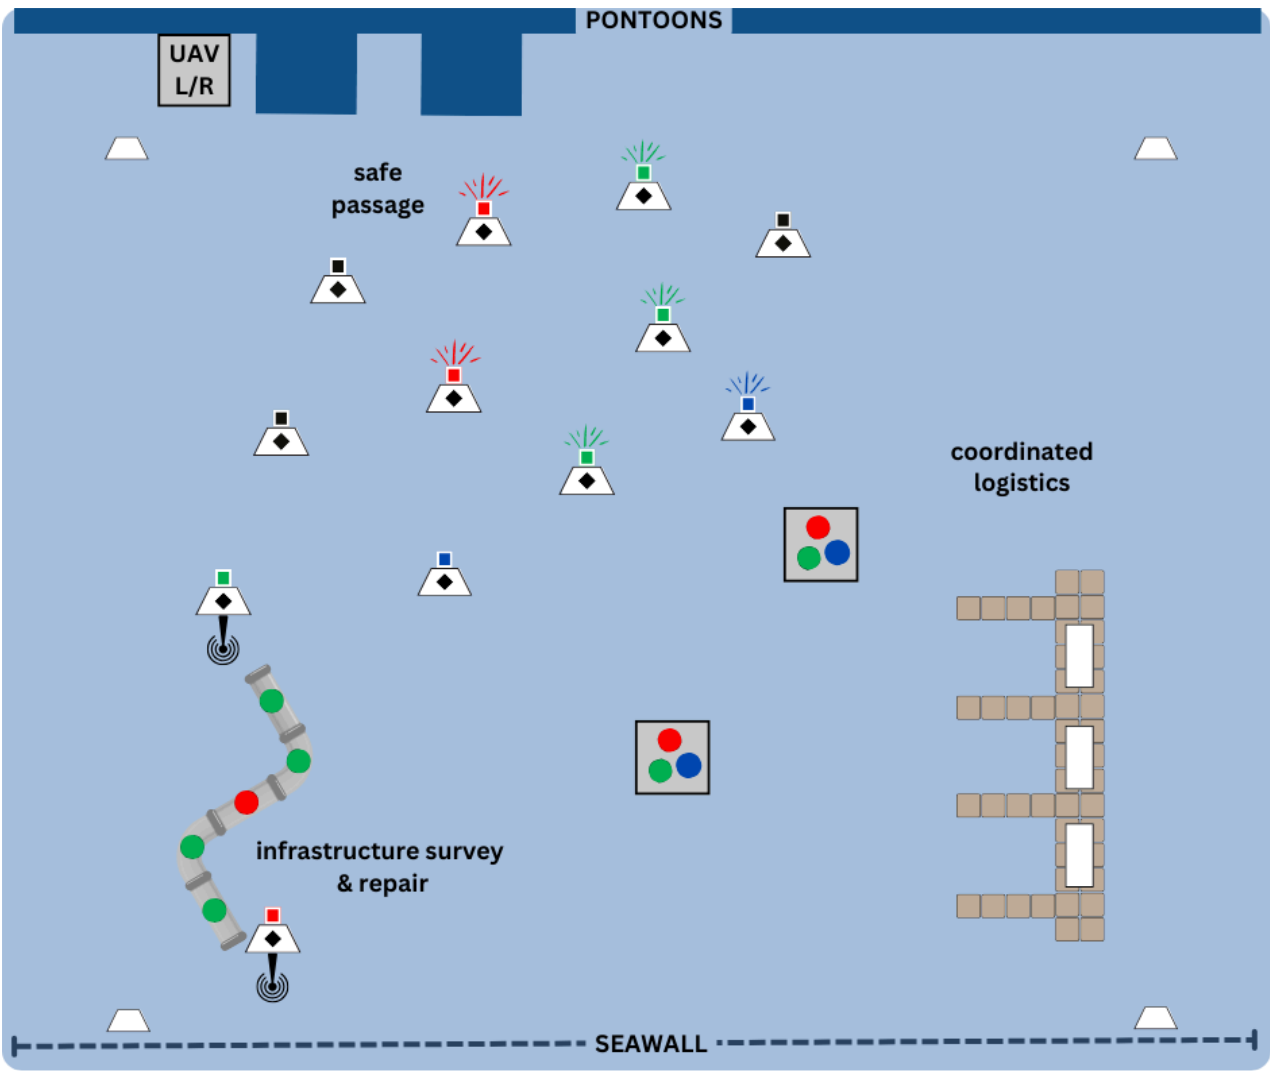 PONTOONS
UAV
L/R
safe
passage
coordinated
logistics
infrastructure survey
& repair
SEAWALL